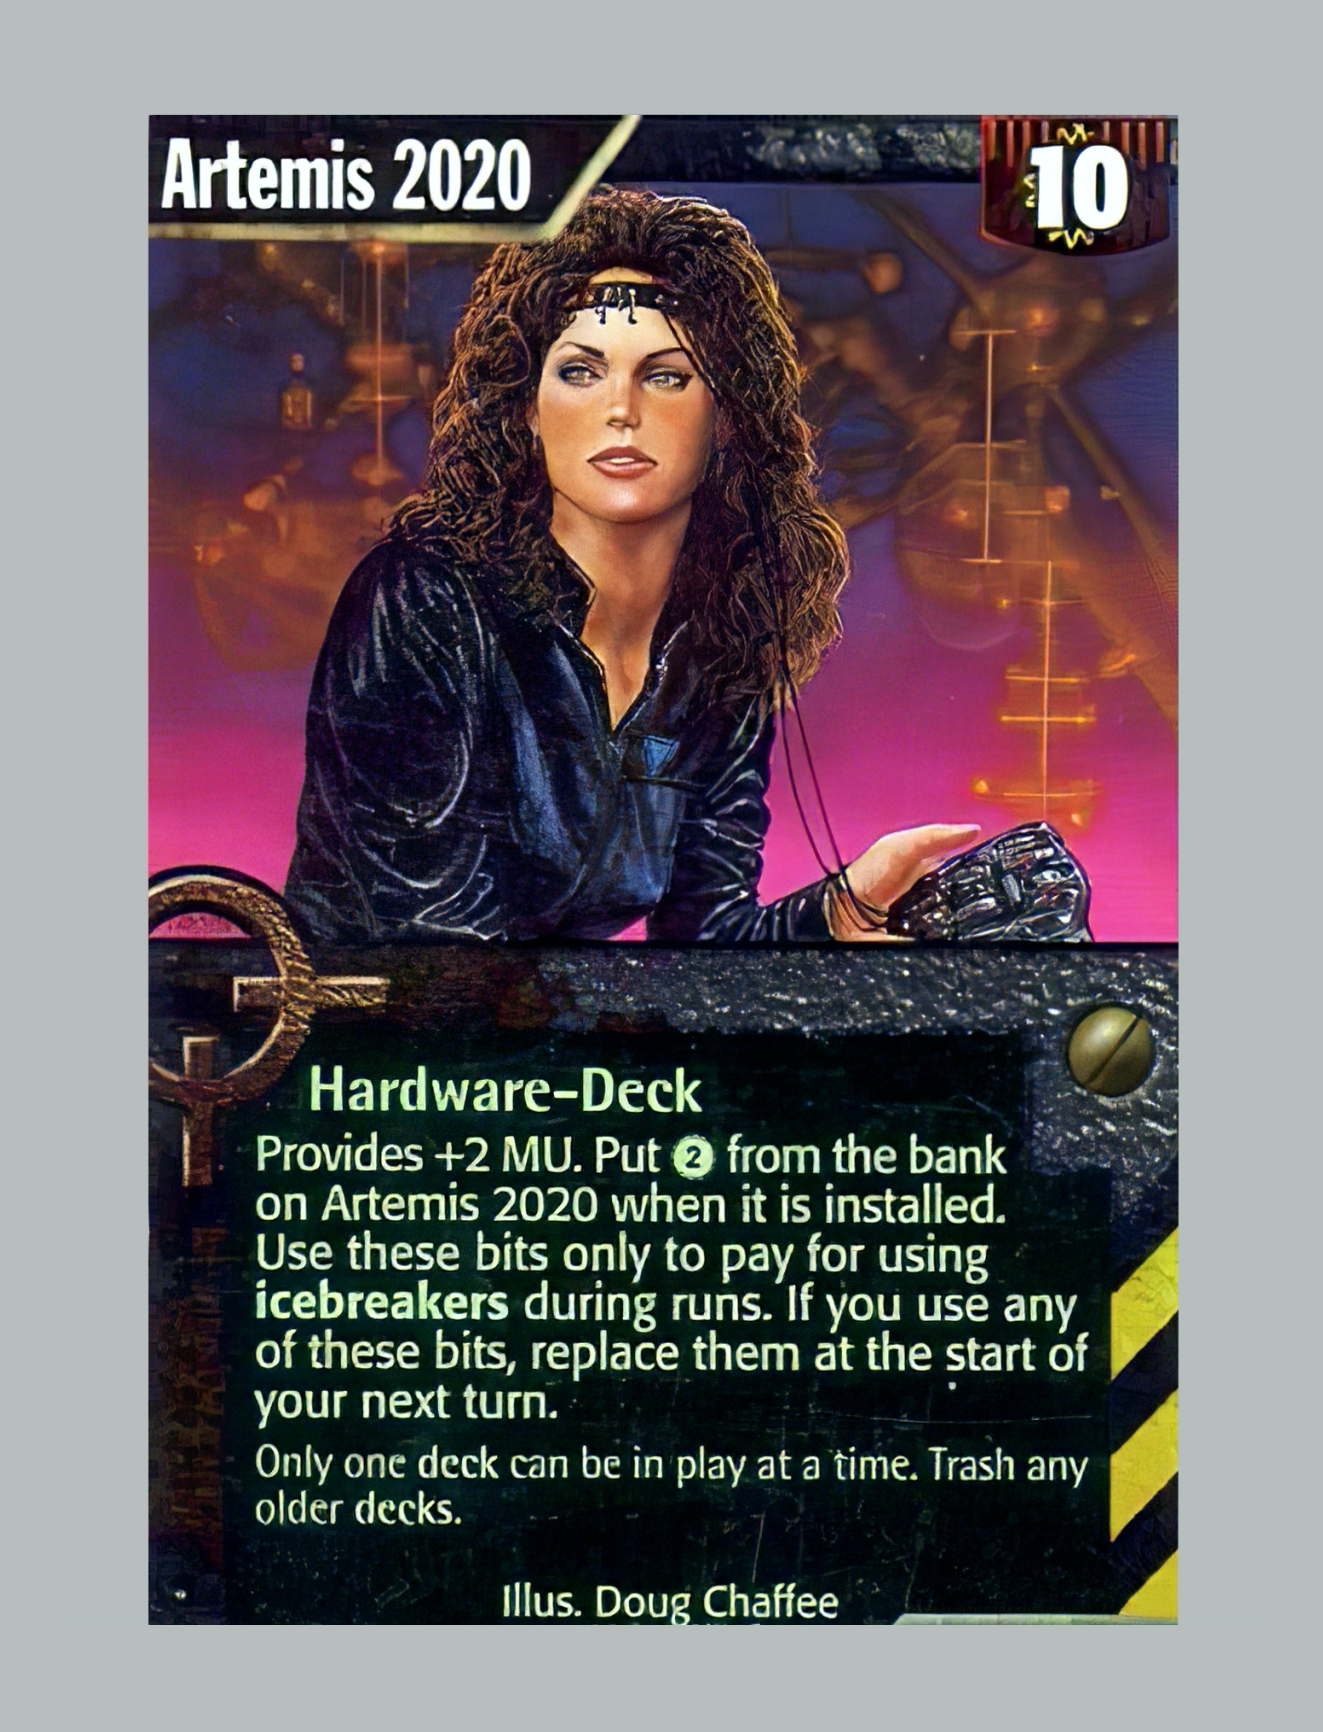 Artemis 2020
10
Hardware-Deck
Provides +2 MU. Put 2 from the bank
on Artemis 2020 when it is installed.
Use these bits only to pay for using
icebreakers during runs. If you use any
of these bits, replace them at the start of
your next turn.
Only one deck can be in play at a time. Trash any
older decks.
Illus. Doug Chaffee